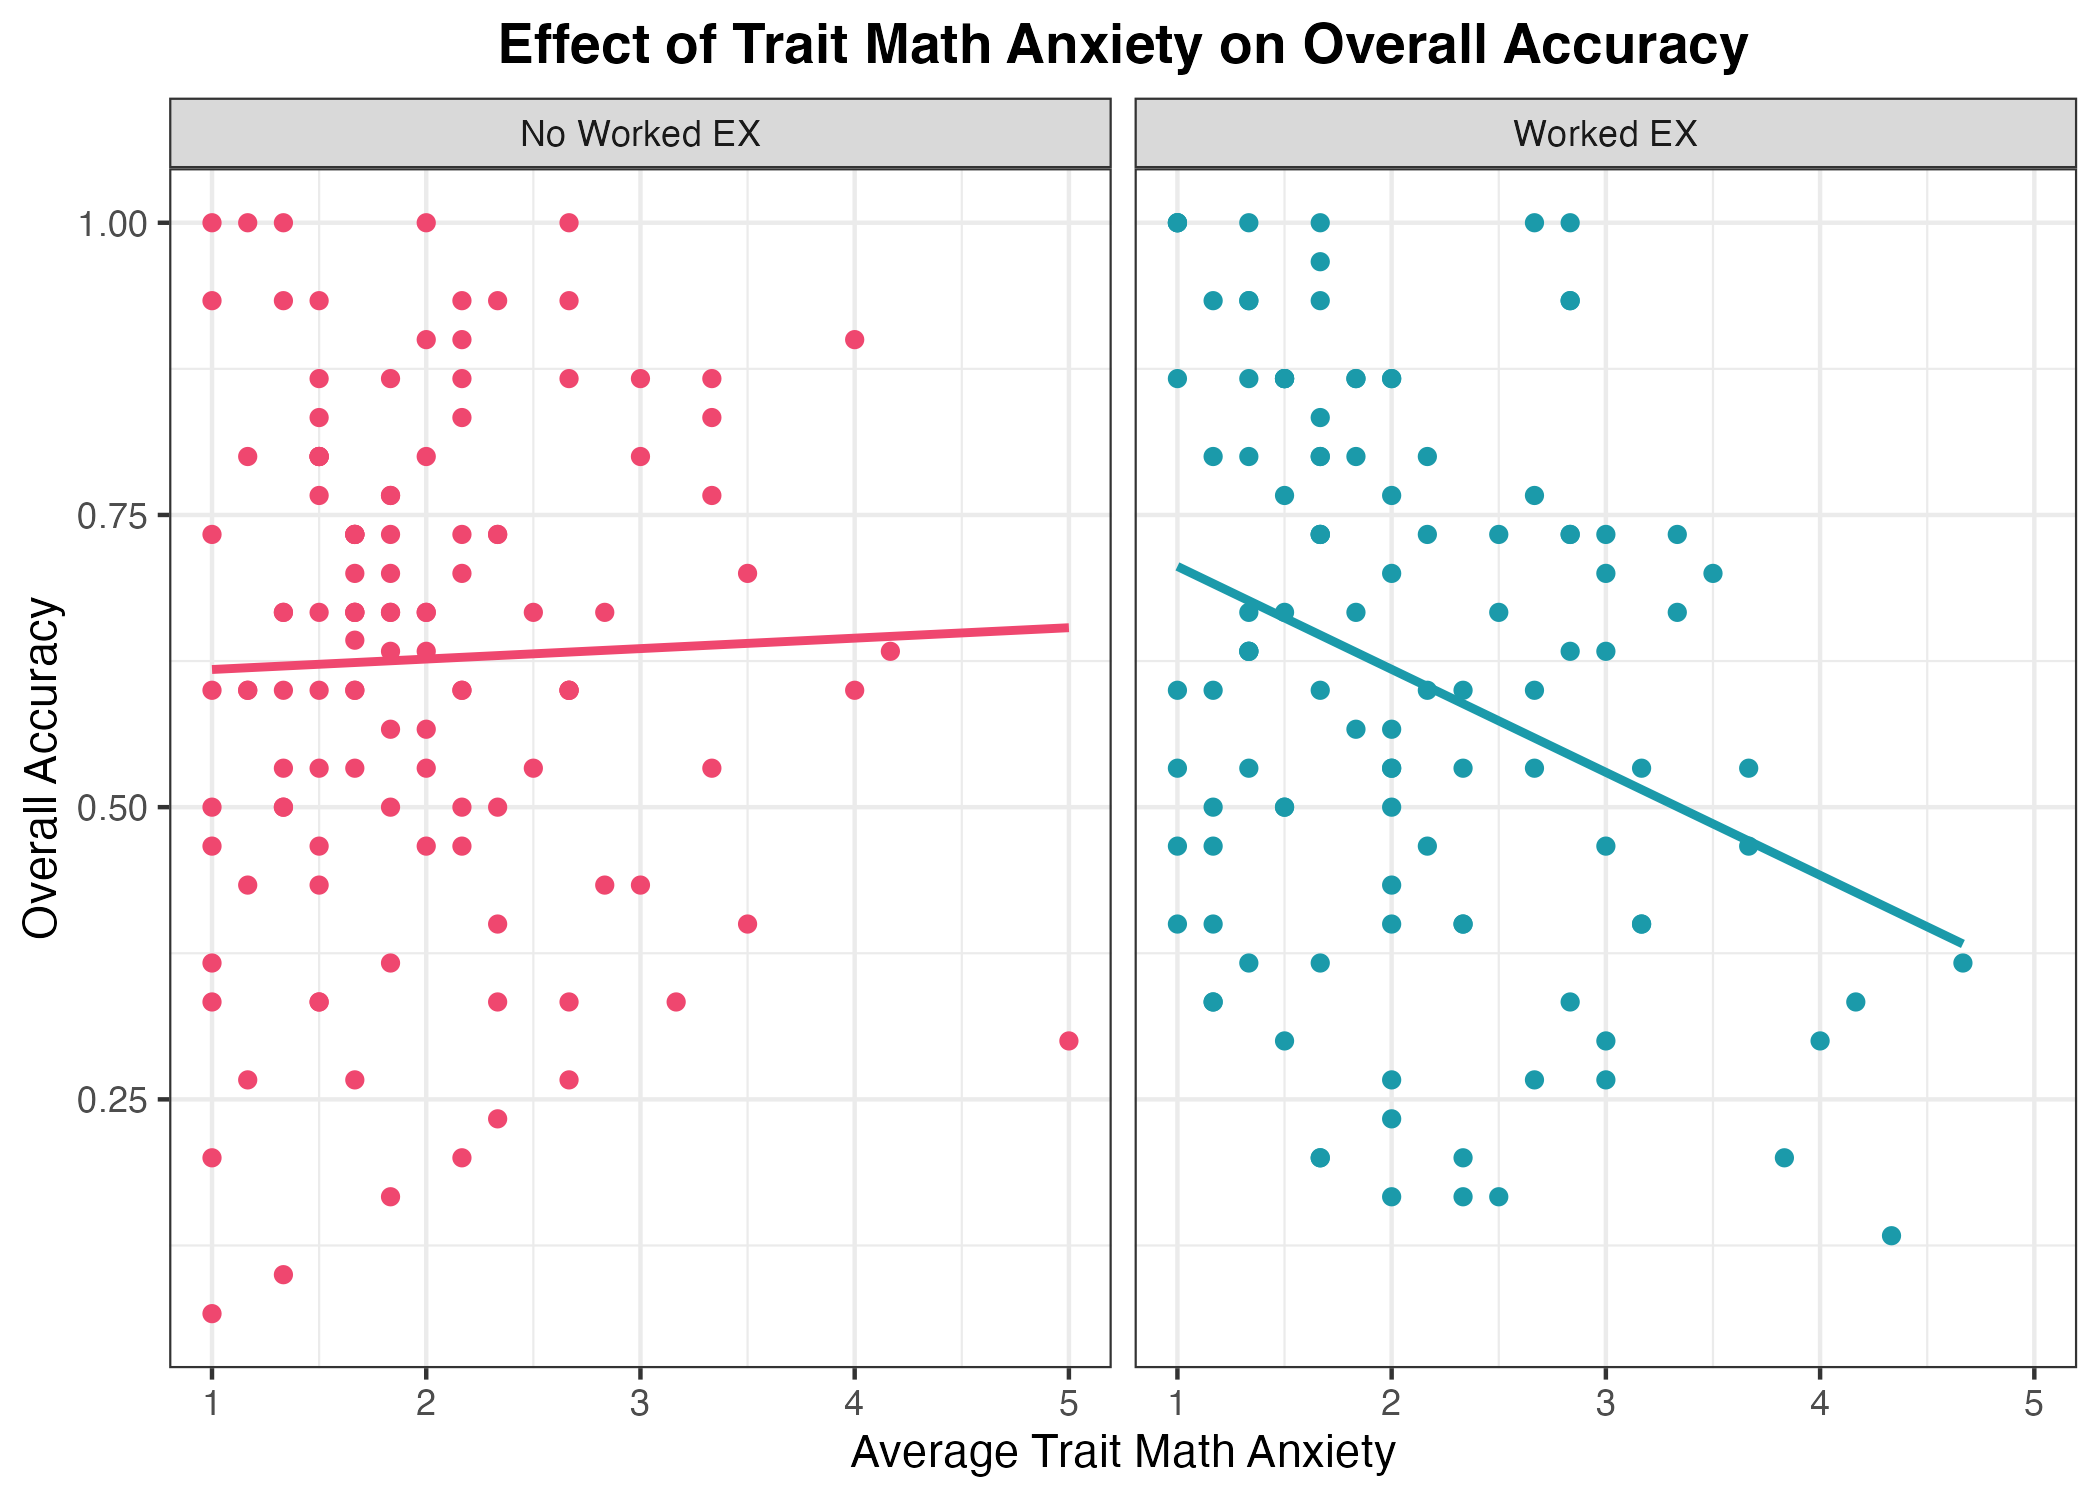 Effect of Trait Math Anxiety on Overall Accuracy
No Worked EX
Worked EX
Overall Accuracy
1.00
0.75
0.50
0.25
1 2 3 4 5
1 2 3 4 5
Average Trait Math Anxiety